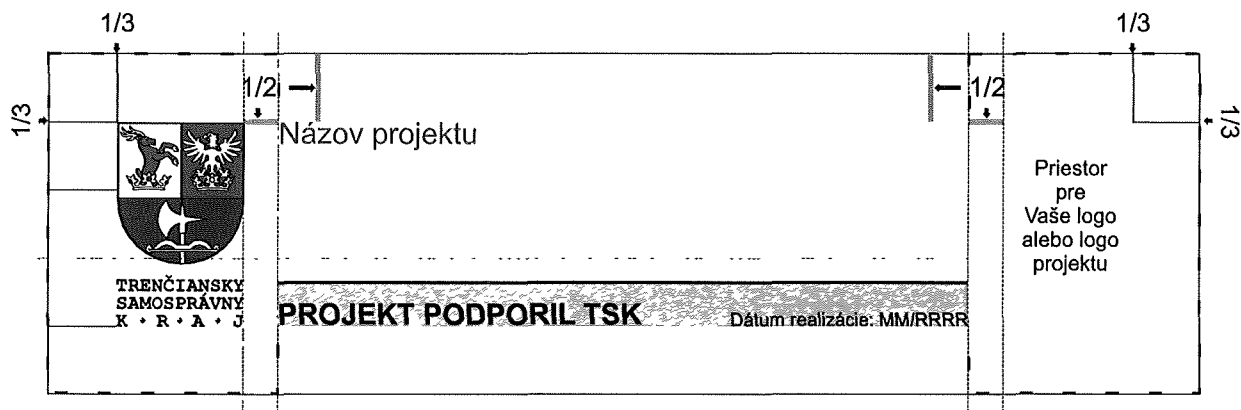 1/3
1/3
1/2
1/2
1/3
1/3
Názov projektu
Priestor
pre
Vaše logo
alebo logo
projektu
TRENČIANSKY
SAMOSPRÁVNY
K · R · A · J
PROJEKT PODPORIL TSK
Dátum realizácie: MM/RRRR